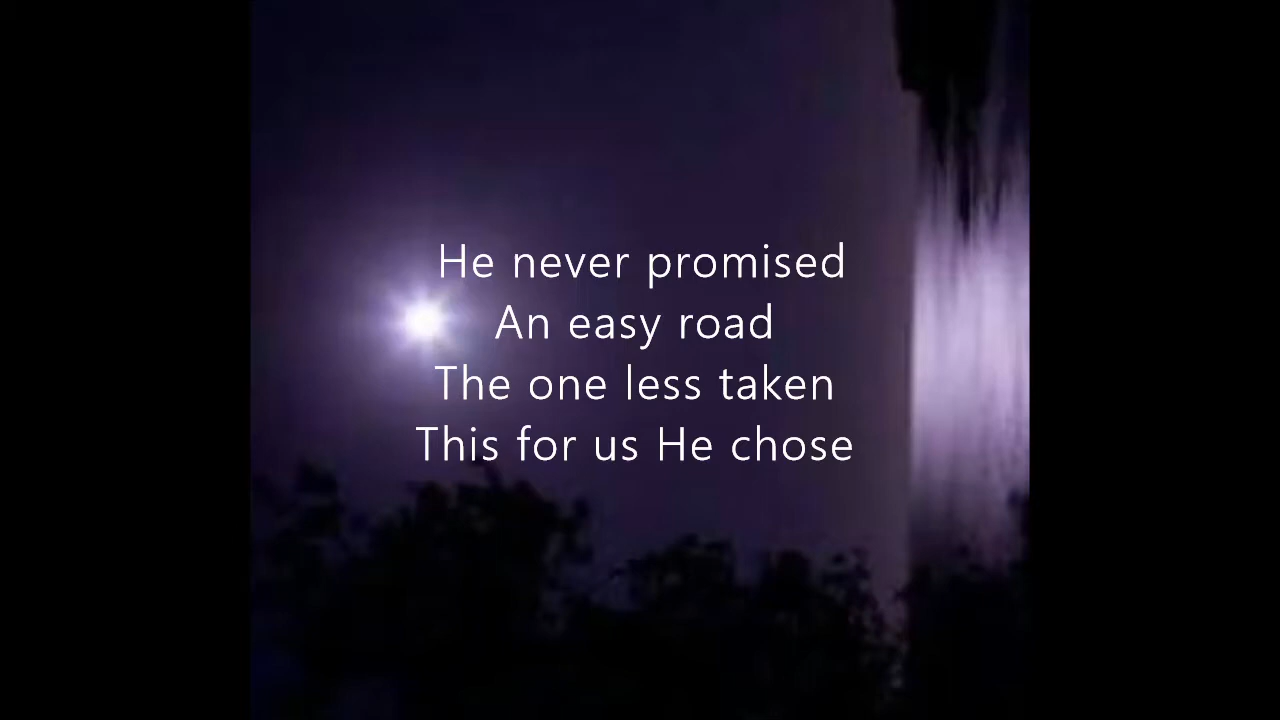 He never promised
An easy road
The one less taken
This for us He chose